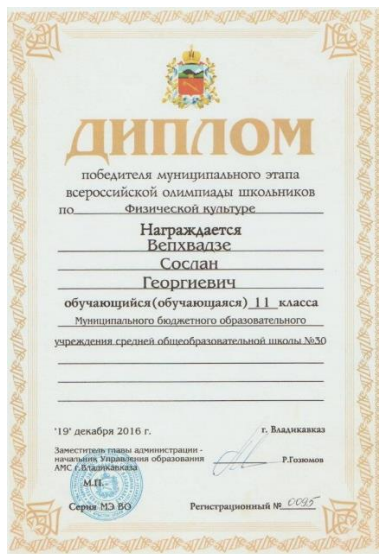 ДИПЛОМ
победителя муниципального этапа
всероссийской олимпиады школьников
по Физической культуре
Награждается
Вепхвадзе
Сослан
Георгиевич
обучающийся(обучающаяся) 11 класса
Муниципального бюджетного образовательного
учреждения средней общеобразовательной школы №30
"19" декабря 2016 г.
г. Владикавказ
Заместитель главы администрации -
начальник Управления образования
АМС г.Владикавказа
Р.Гозюмов
М.П.
Серия МЭ ВО
Регистрационный № 0095